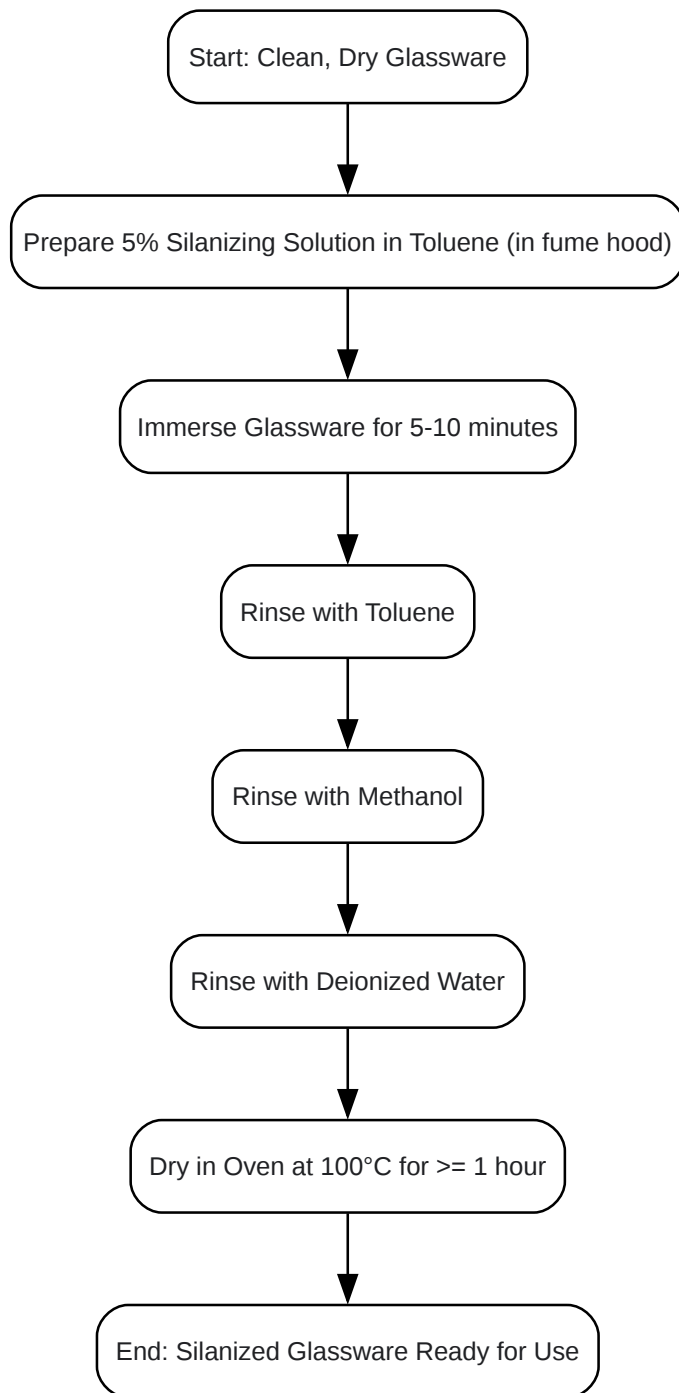 Start: Clean, Dry Glassware
Prepare 5% Silanizing Solution in Toluene (in fume hood)
Immerse Glassware for 5-10 minutes
Rinse with Toluene
Rinse with Methanol
Rinse with Deionized Water
Dry in Oven at 100°C for >= 1 hour
End: Silanized Glassware Ready for Use